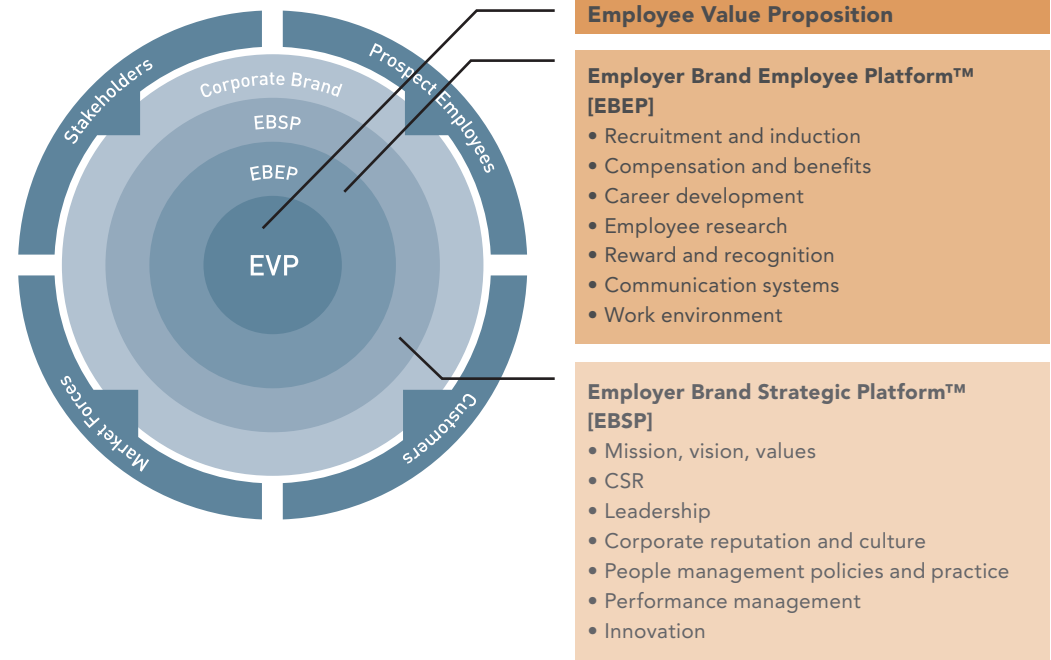 Stakeholders
Prospect Employees
Corporate Brand
EBSP
EBEP
EVP
Market Forces
Customers
Employee Value Proposition
Employer Brand Employee Platform™
[EBEP]
• Recruitment and induction
• Compensation and benefits
• Career development
• Employee research
• Reward and recognition
• Communication systems
• Work environment
Employer Brand Strategic Platform™
[EBSP]
• Mission, vision, values
• CSR
• Leadership
• Corporate reputation and culture
• People management policies and practice
• Performance management
• Innovation